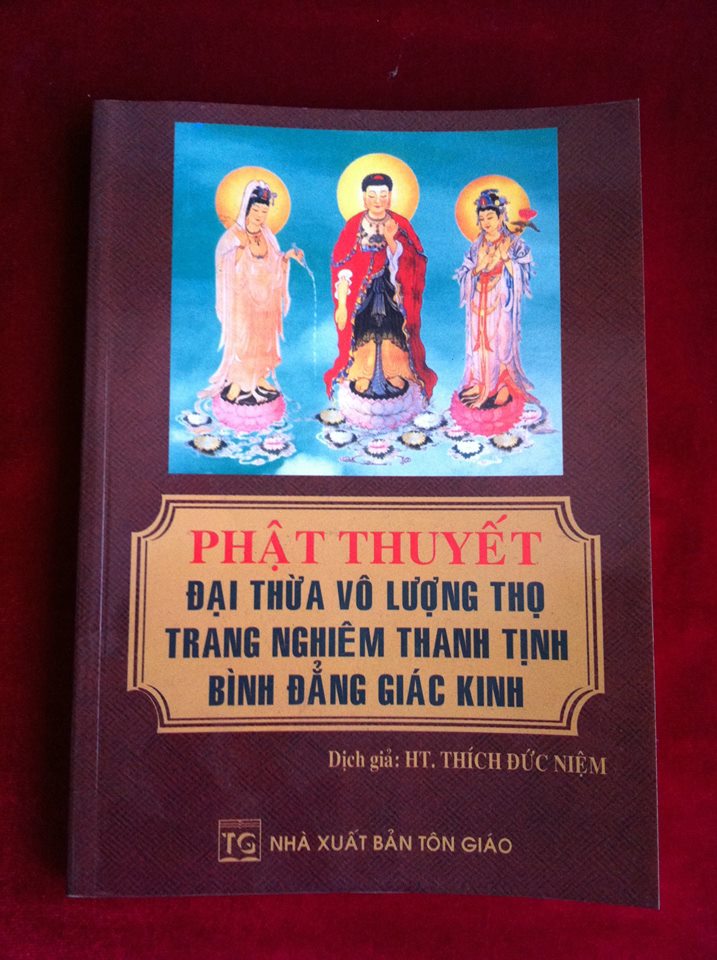 PHẬT THUYẾT
ĐẠI THỪA VÔ LƯỢNG THỌ
TRANG NGHIÊM THANH TỊNH
BÌNH ĐẲNG GIÁC KINH
Dịch giả: HT. THÍCH ĐỨC NIỆM
TG NHÀ XUẤT BẢN TÔN GIÁO